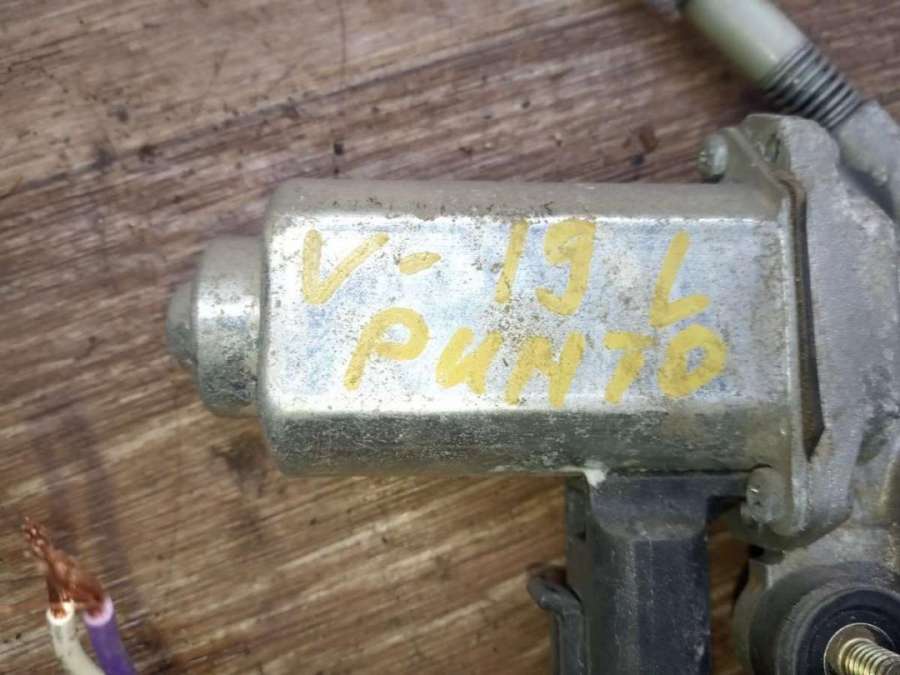 V- 19 L
PUNTO